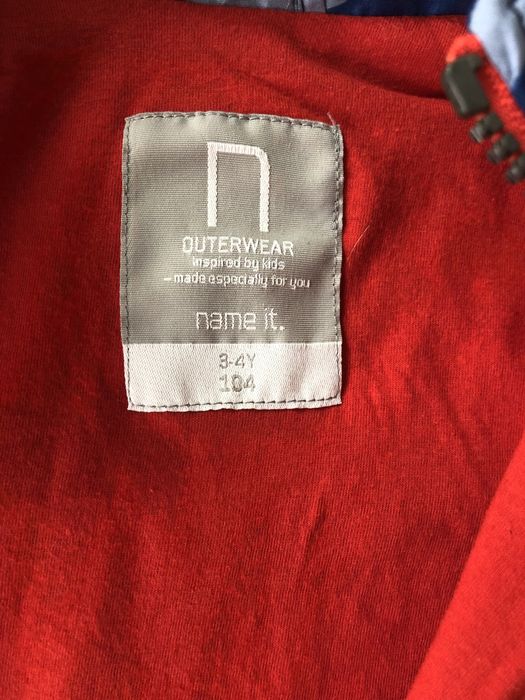 n
OUTERWEAR
inspired by kids
– made especially for you
name it.
3-4Y
104